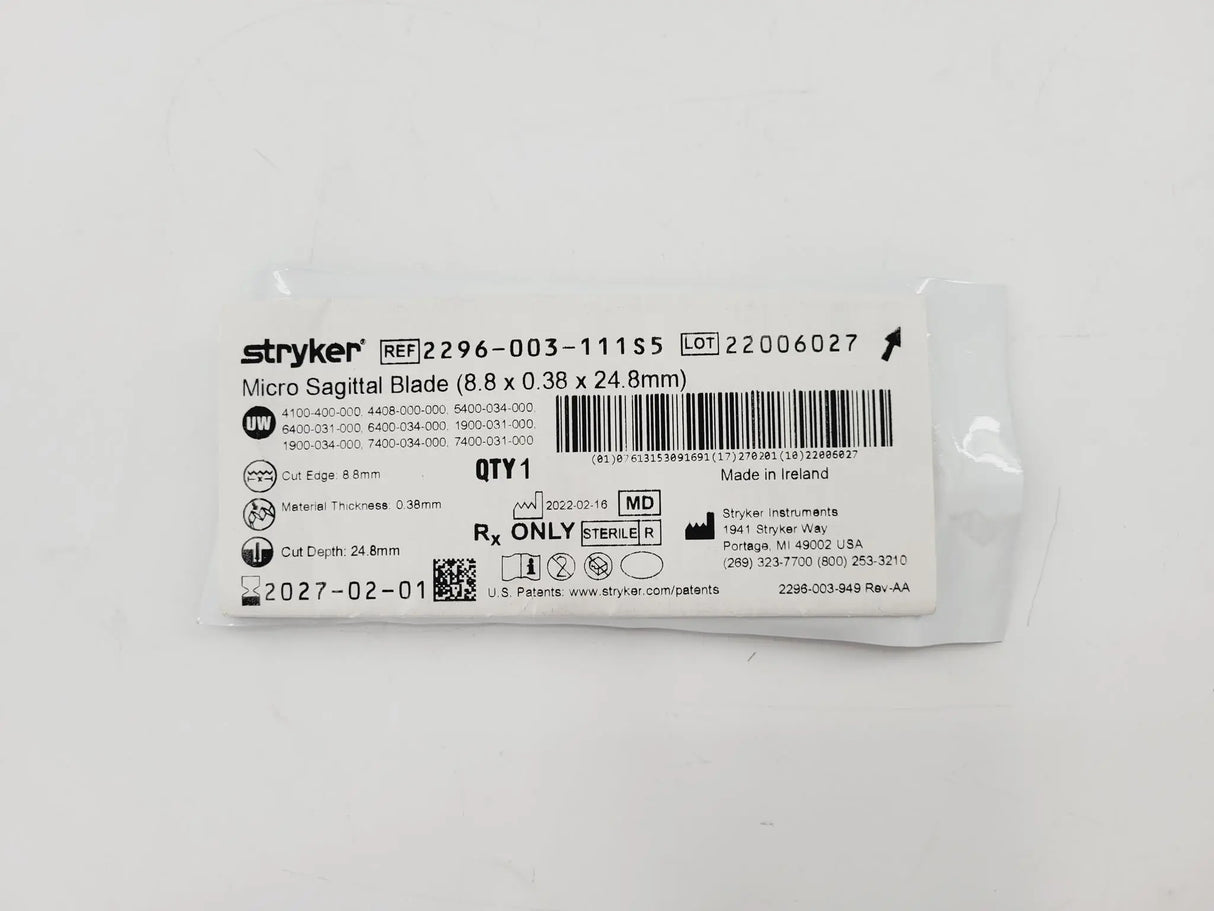 stryker® REF 2296-003-111S5 LOT 22006027
Micro Sagittal Blade (8.8 x 0.38 x 24.8mm)
UW 4100-400-000, 4408-000-000, 5400-034-000,
6400-031-000, 6400-034-000, 1900-031-000,
1900-034-000, 7400-034-000, 7400-031-000
(01)07613153091691(17)270201(10)22006027
Cut Edge: 8.8mm
QTY 1
Made in Ireland
Material Thickness: 0.38mm
2022-02-16 MD
Rx ONLY STERILE R
Stryker Instruments
1941 Stryker Way
Portage, MI 49002 USA
(269) 323-7700 (800) 253-3210
Cut Depth: 24.8mm
2027-02-01
U.S. Patents: www.stryker.com/patents
2296-003-949 Rev-AA